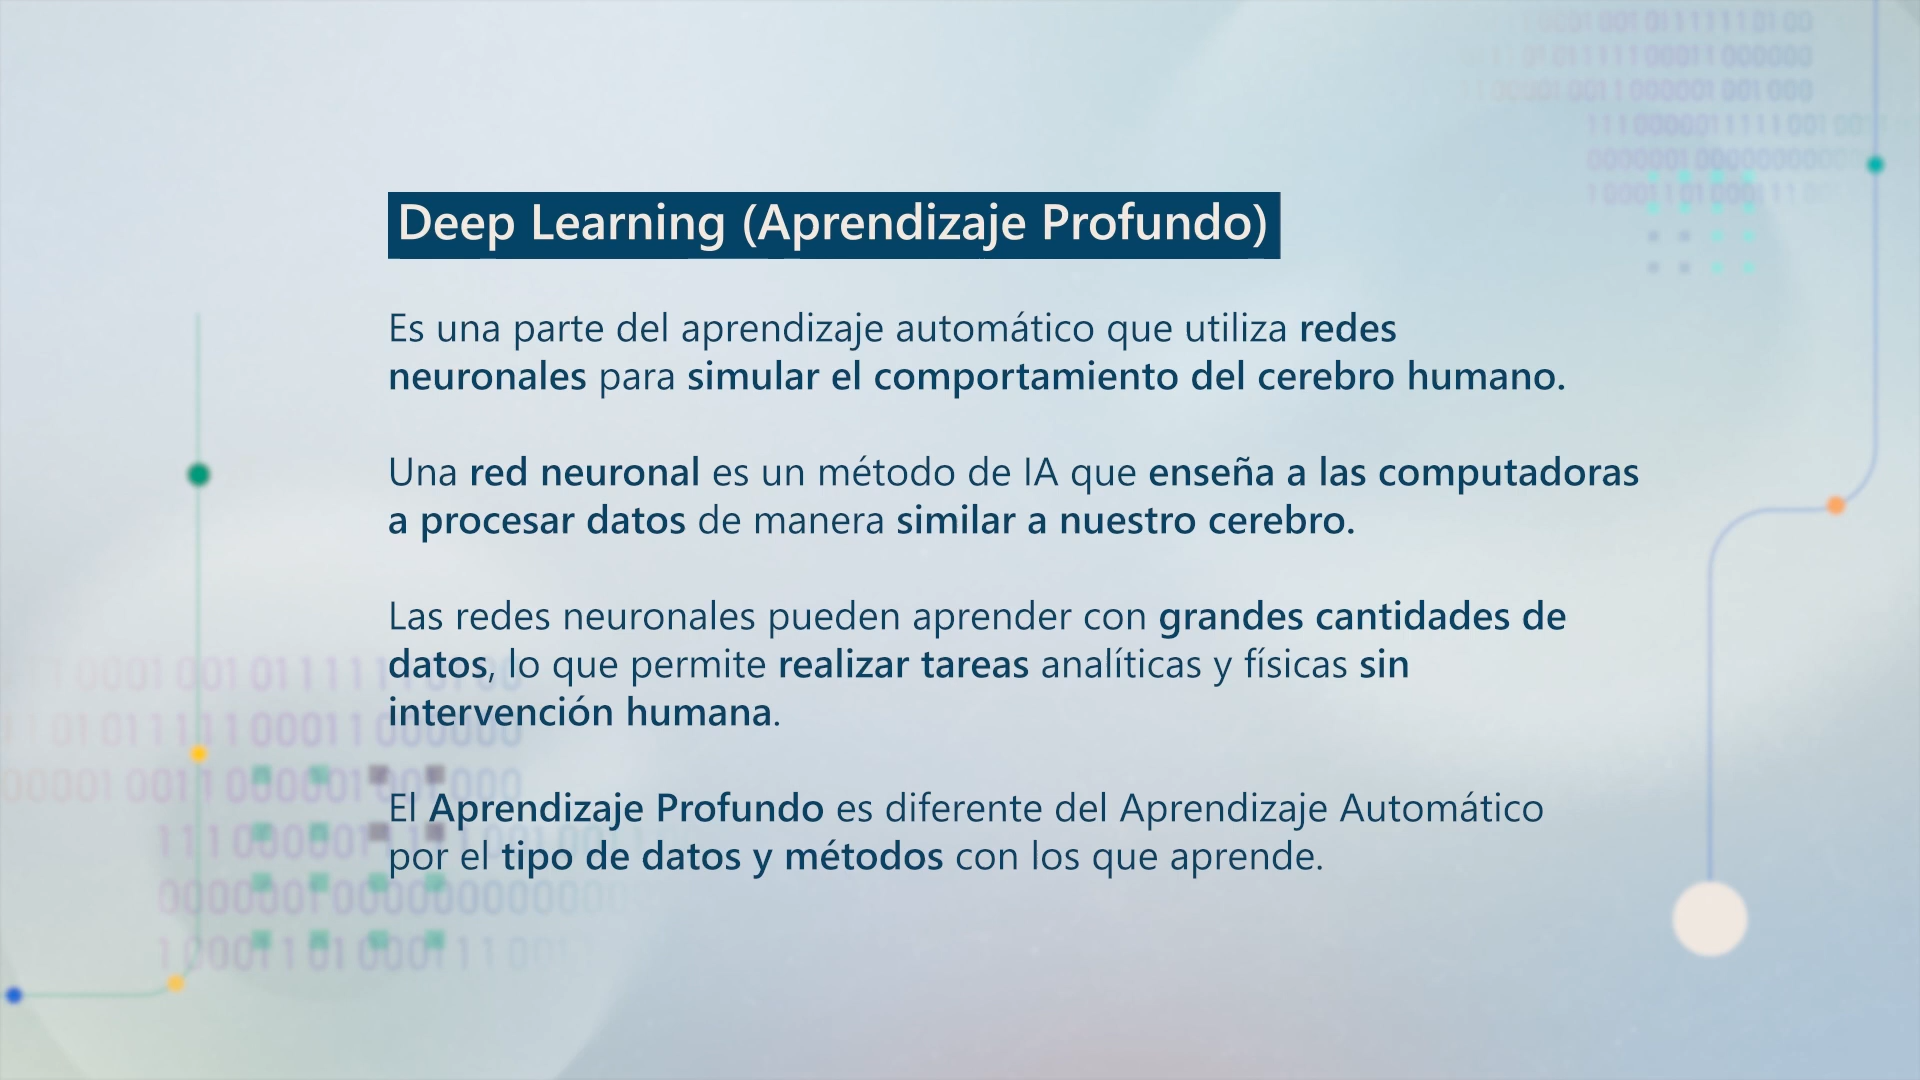 Deep Learning (Aprendizaje Profundo)
Es una parte del aprendizaje automático que utiliza redes
neuronales para simular el comportamiento del cerebro humano.
Una red neuronal es un método de IA que enseña a las computadoras
a procesar datos de manera similar a nuestro cerebro.
Las redes neuronales pueden aprender con grandes cantidades de
datos, lo que permite realizar tareas analíticas y físicas sin
intervención humana.
El Aprendizaje Profundo es diferente del Aprendizaje Automático
por el tipo de datos y métodos con los que aprende.